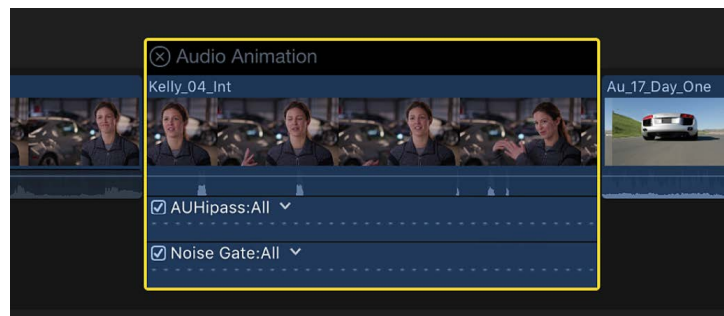 Audio Animation
Kelly_04_Int
Au_17_Day_One
AUHipass:All
Noise Gate:All